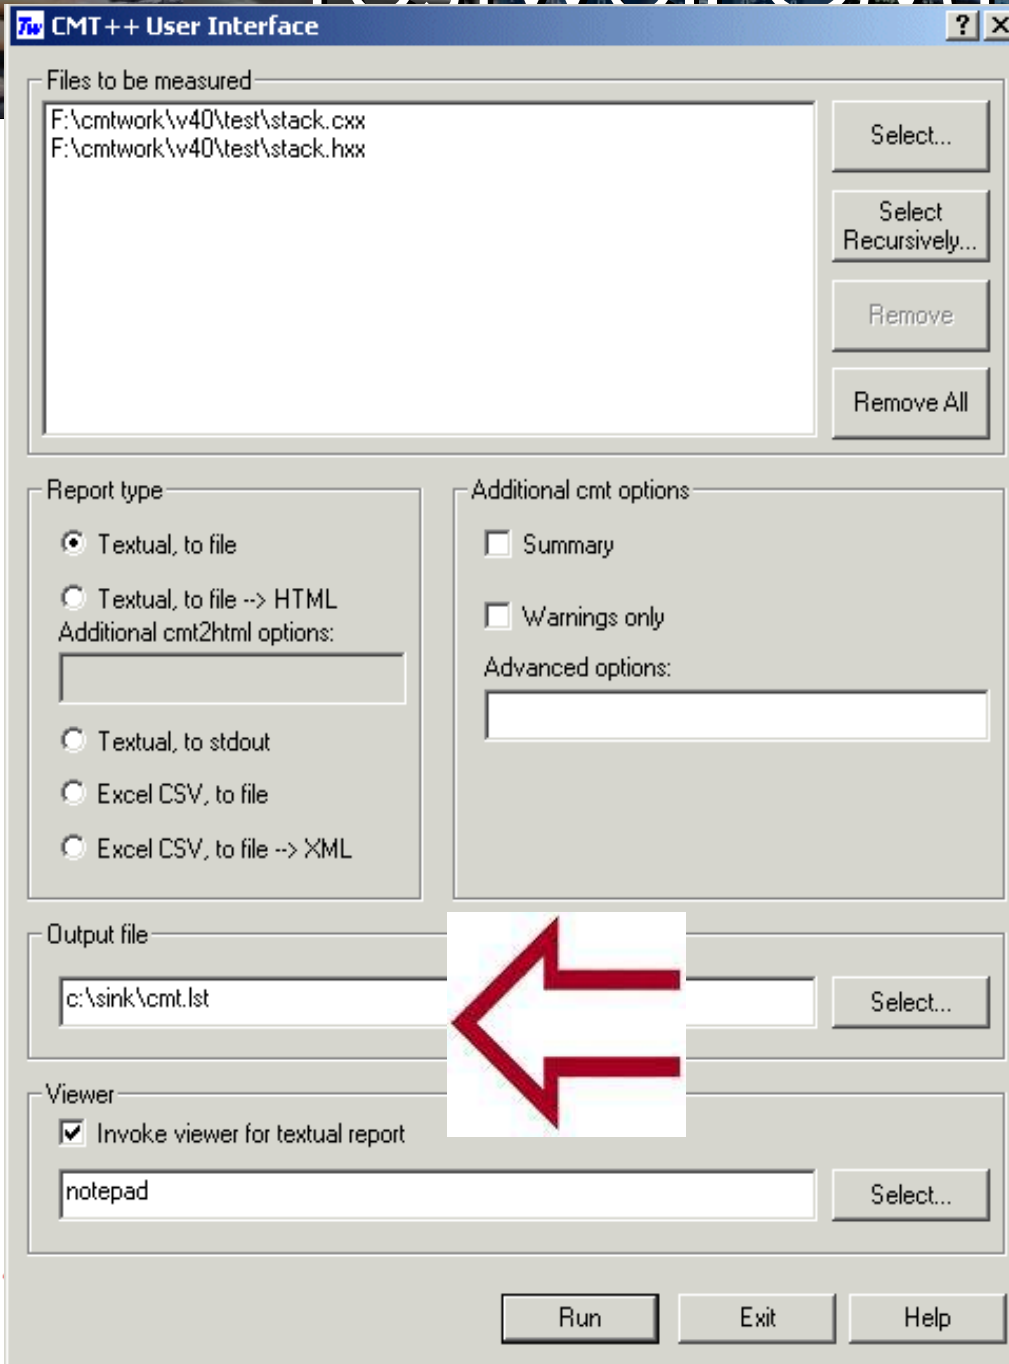 CMT++ User Interface
Files to be measured
F:\cmtwork\v40\test\stack.cxx
F:\cmtwork\v40\test\stack.hxx
Select...
Select
Recursively...
Remove
Remove All
Report type
Textual, to file
Textual, to file --> HTML
Additional cmt2html options:
Textual, to stdout
Excel CSV, to file
Excel CSV, to file --> XML
Additional cmt options
Summary
Warnings only
Advanced options:
Output file
c:\sink\cmt.lst
Select...
Viewer
Invoke viewer for textual report
notepad
Select...
Run
Exit
Help